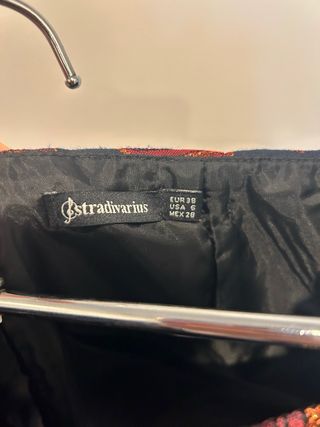 stradivarius
EUR 38
USA 6
MEX 28